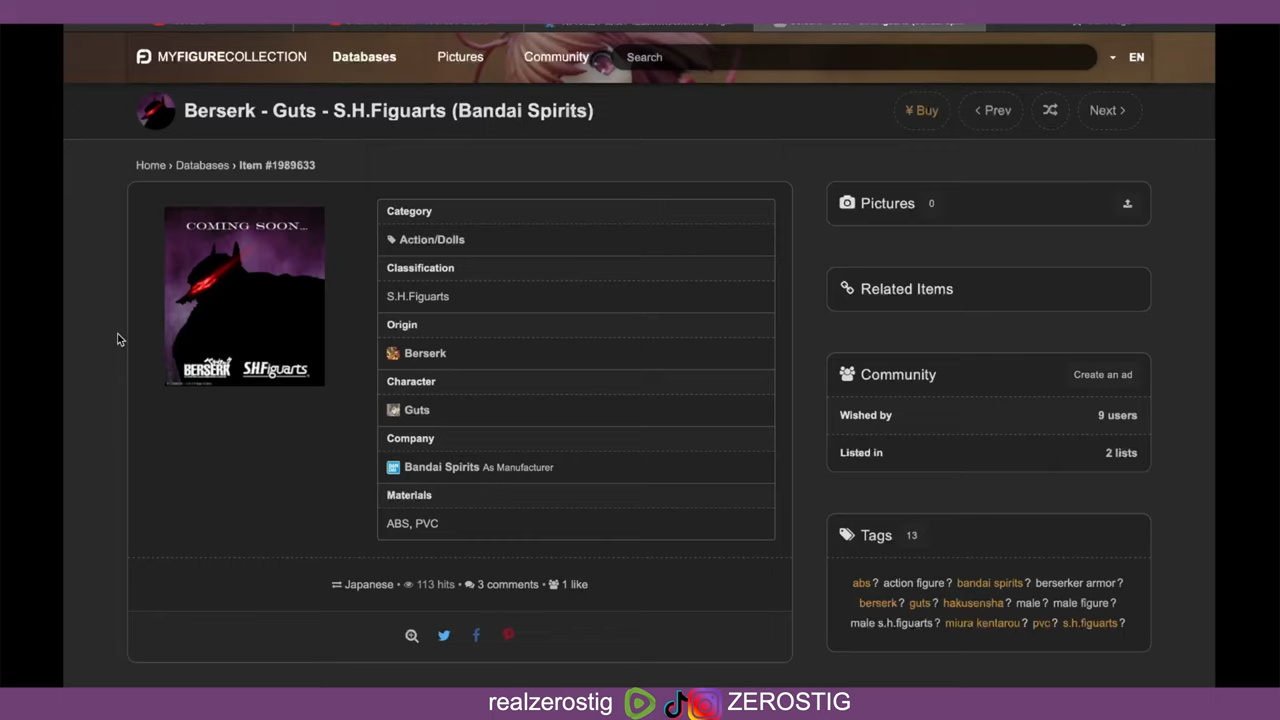 MYFIGURECOLLECTION Databases Pictures Community Search EN
Berserk - Guts - S.H.Figuarts (Bandai Spirits) ¥ Buy < Prev Next >
Home › Databases › Item #1989633
COMING SOON...
BERSERK S.H.Figuarts
Category
Action/Dolls
Classification
S.H.Figuarts
Origin
Berserk
Character
Guts
Company
Bandai Spirits As Manufacturer
Materials
ABS, PVC
Japanese • 113 hits • 3 comments • 1 like
Pictures 0
Related Items
Community Create an ad
Wished by 9 users
Listed in 2 lists
Tags 13
abs? action figure? bandai spirits? berserker armor?
berserk? guts? hakusensha? male? male figure?
male s.h.figuarts? miura kentarou? pvc? s.h.figuarts?
realzerostig ZEROSTIG